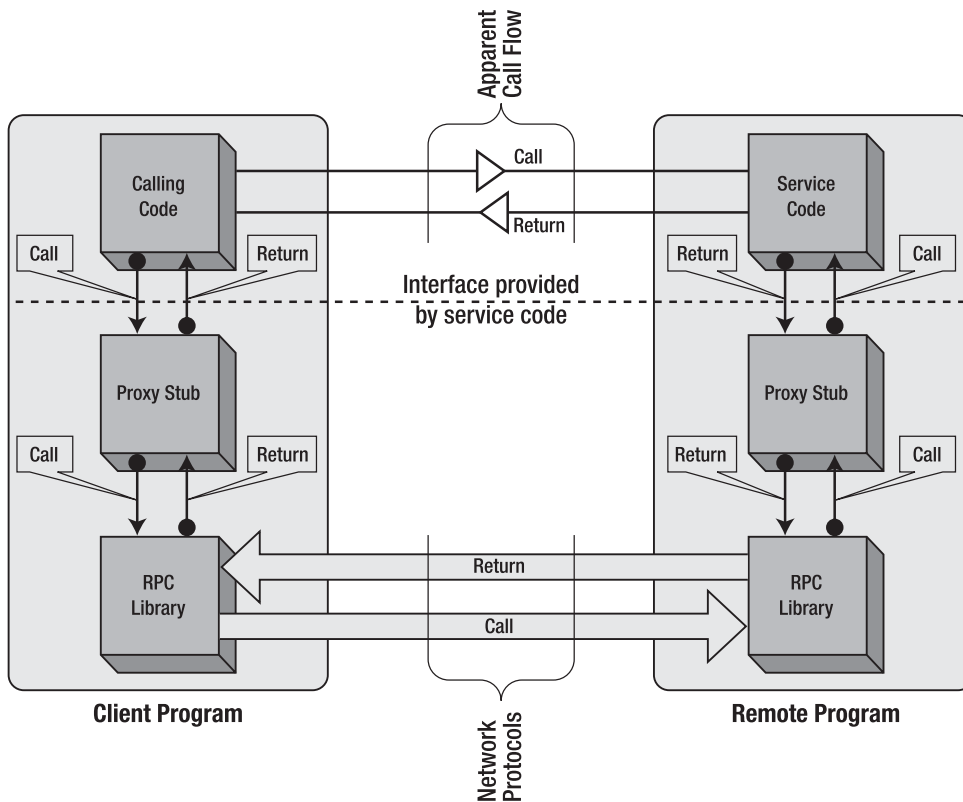 Apparent
Call Flow
Calling
Code
Call
Return
Service
Code
Call
Return
Return
Call
Interface provided
by service code
Proxy Stub
Proxy Stub
Call
Return
Return
Call
RPC
Library
Return
Call
RPC
Library
Client Program
Remote Program
Network
Protocols